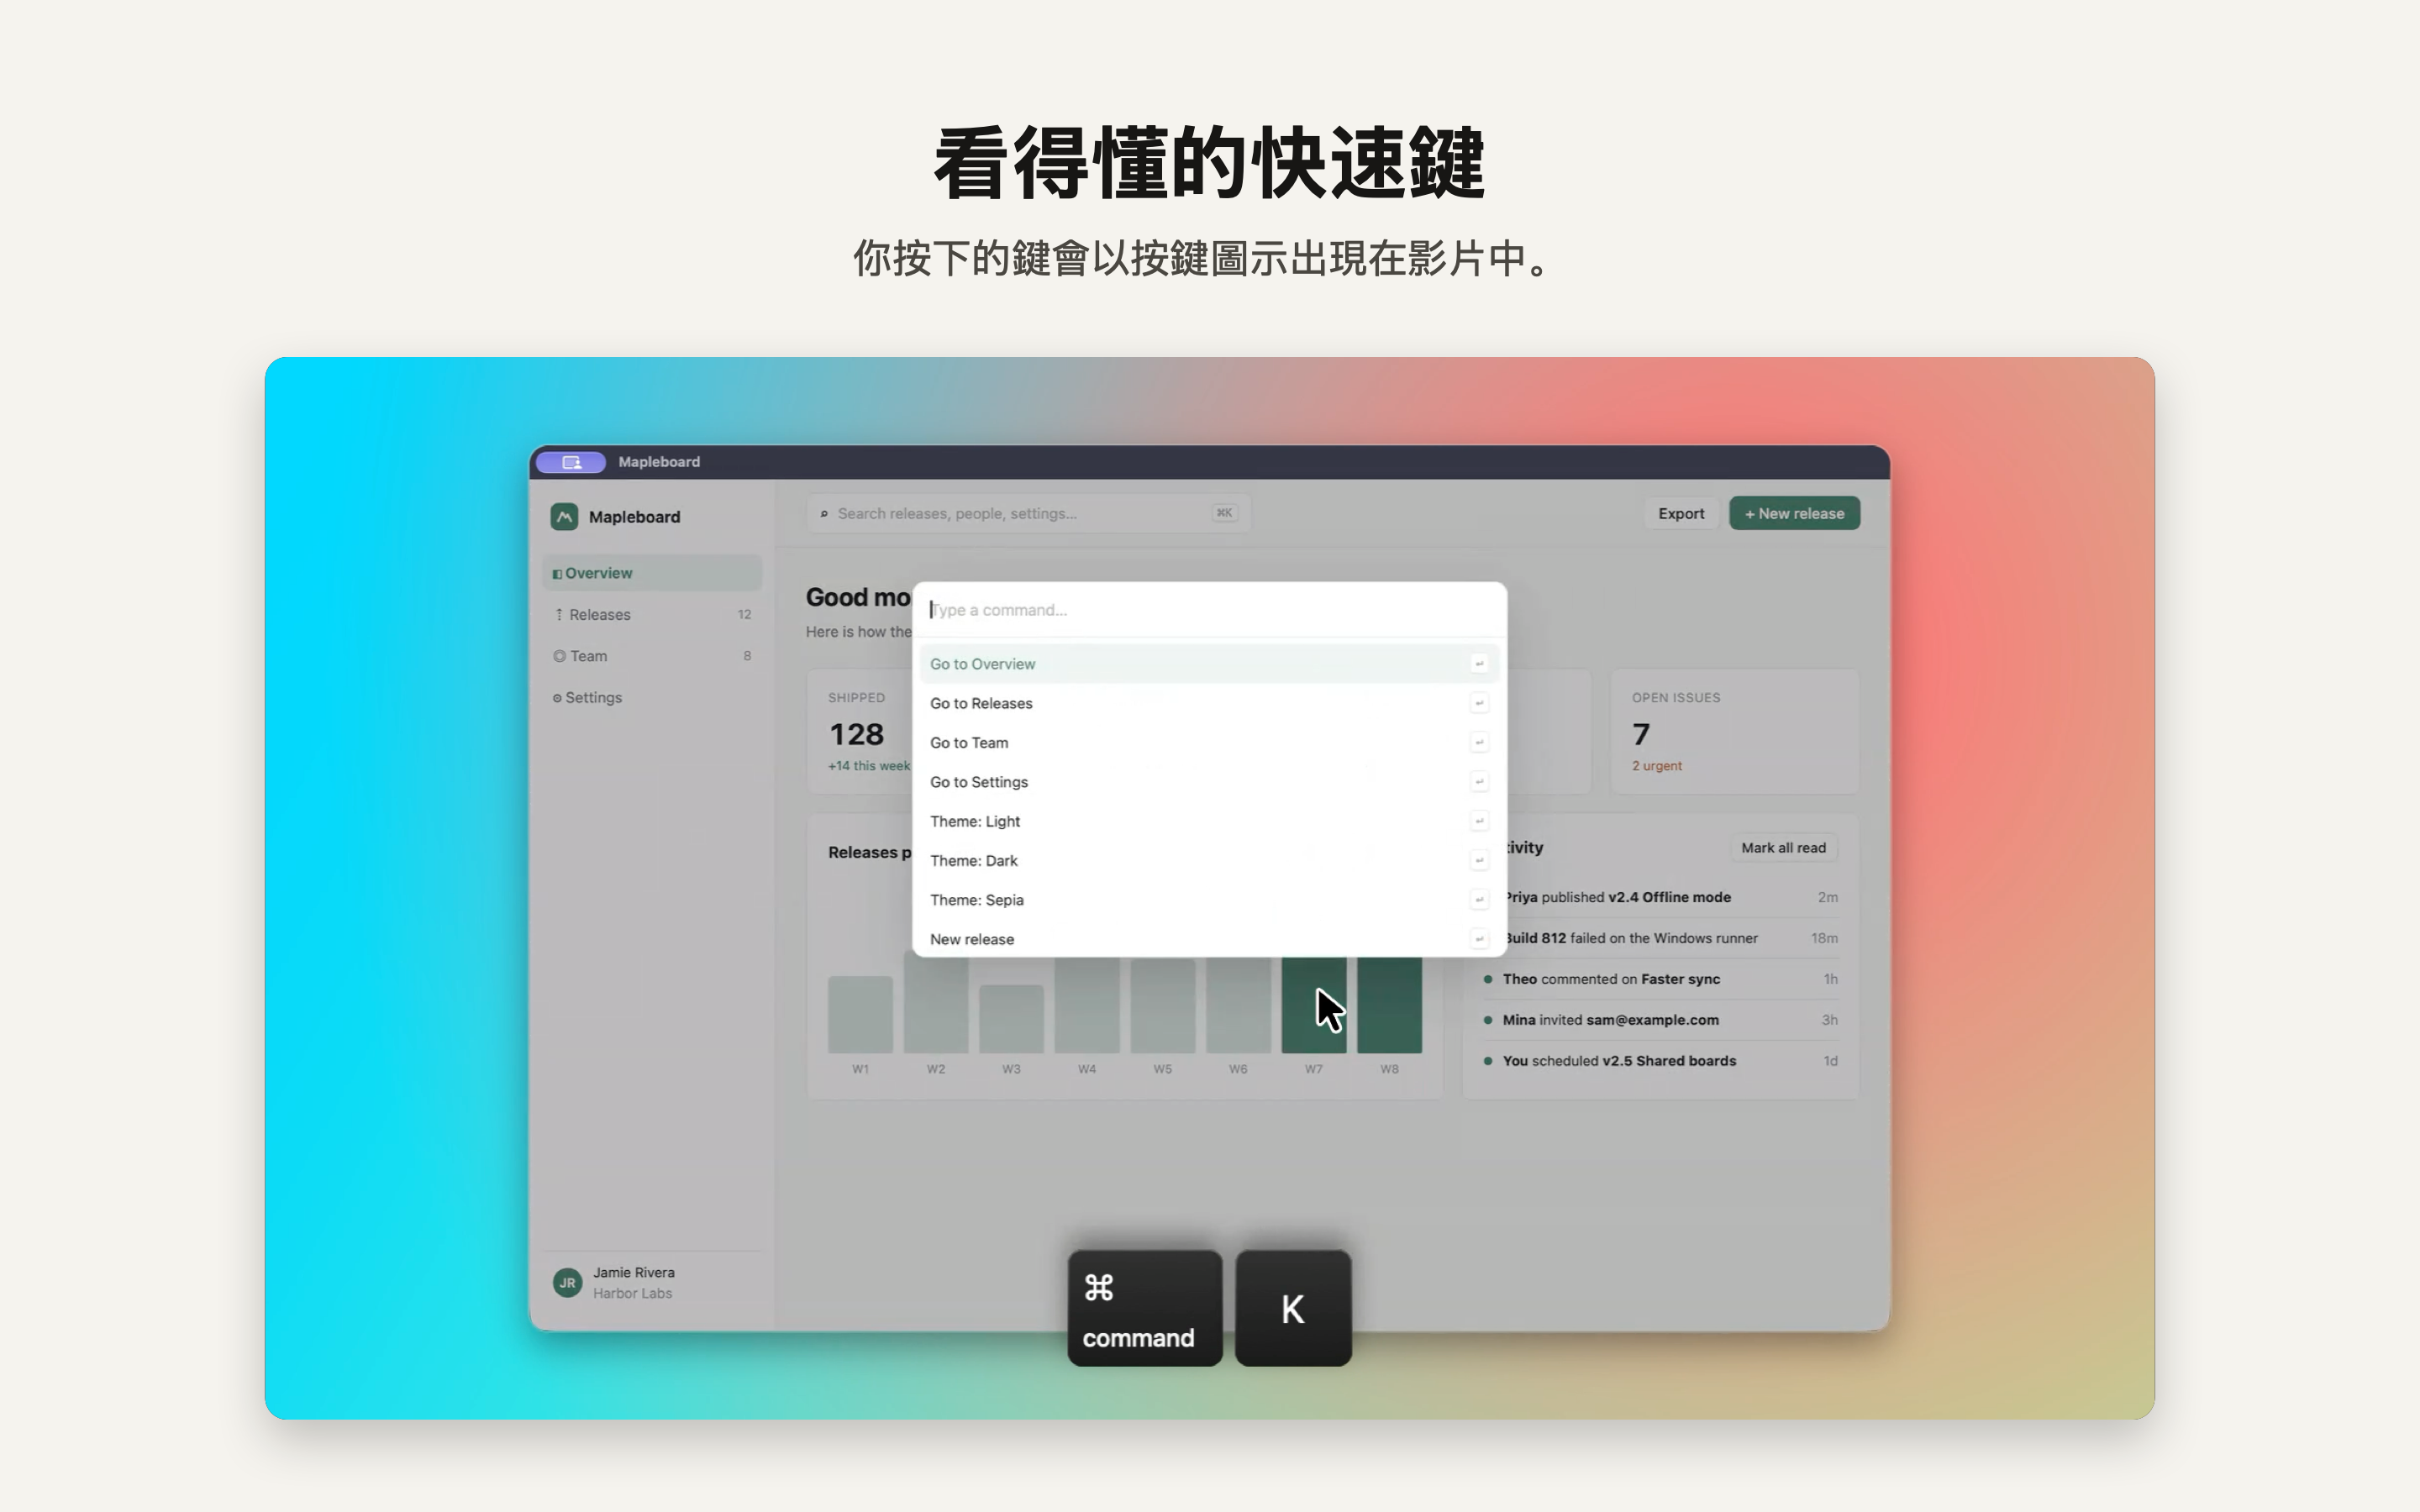 看得懂的快速鍵
你按下的鍵會以按鍵圖示出現在影片中。
Mapleboard
Mapleboard
Search releases, people, settings...
⌘K
Export
+ New release
Overview
Releases 12
Team 8
Settings
Good mo
Here is how the
Type a command...
Go to Overview
Go to Releases
Go to Team
Go to Settings
Theme: Light
Theme: Dark
Theme: Sepia
New release
SHIPPED
128
+14 this week
OPEN ISSUES
7
2 urgent
Releases p
W1 W2 W3 W4 W5 W6 W7 W8
tivity
Mark all read
Priya published v2.4 Offline mode 2m
Build 812 failed on the Windows runner 18m
Theo commented on Faster sync 1h
Mina invited sam@example.com 3h
You scheduled v2.5 Shared boards 1d
JR
Jamie Rivera
Harbor Labs
⌘
command
K